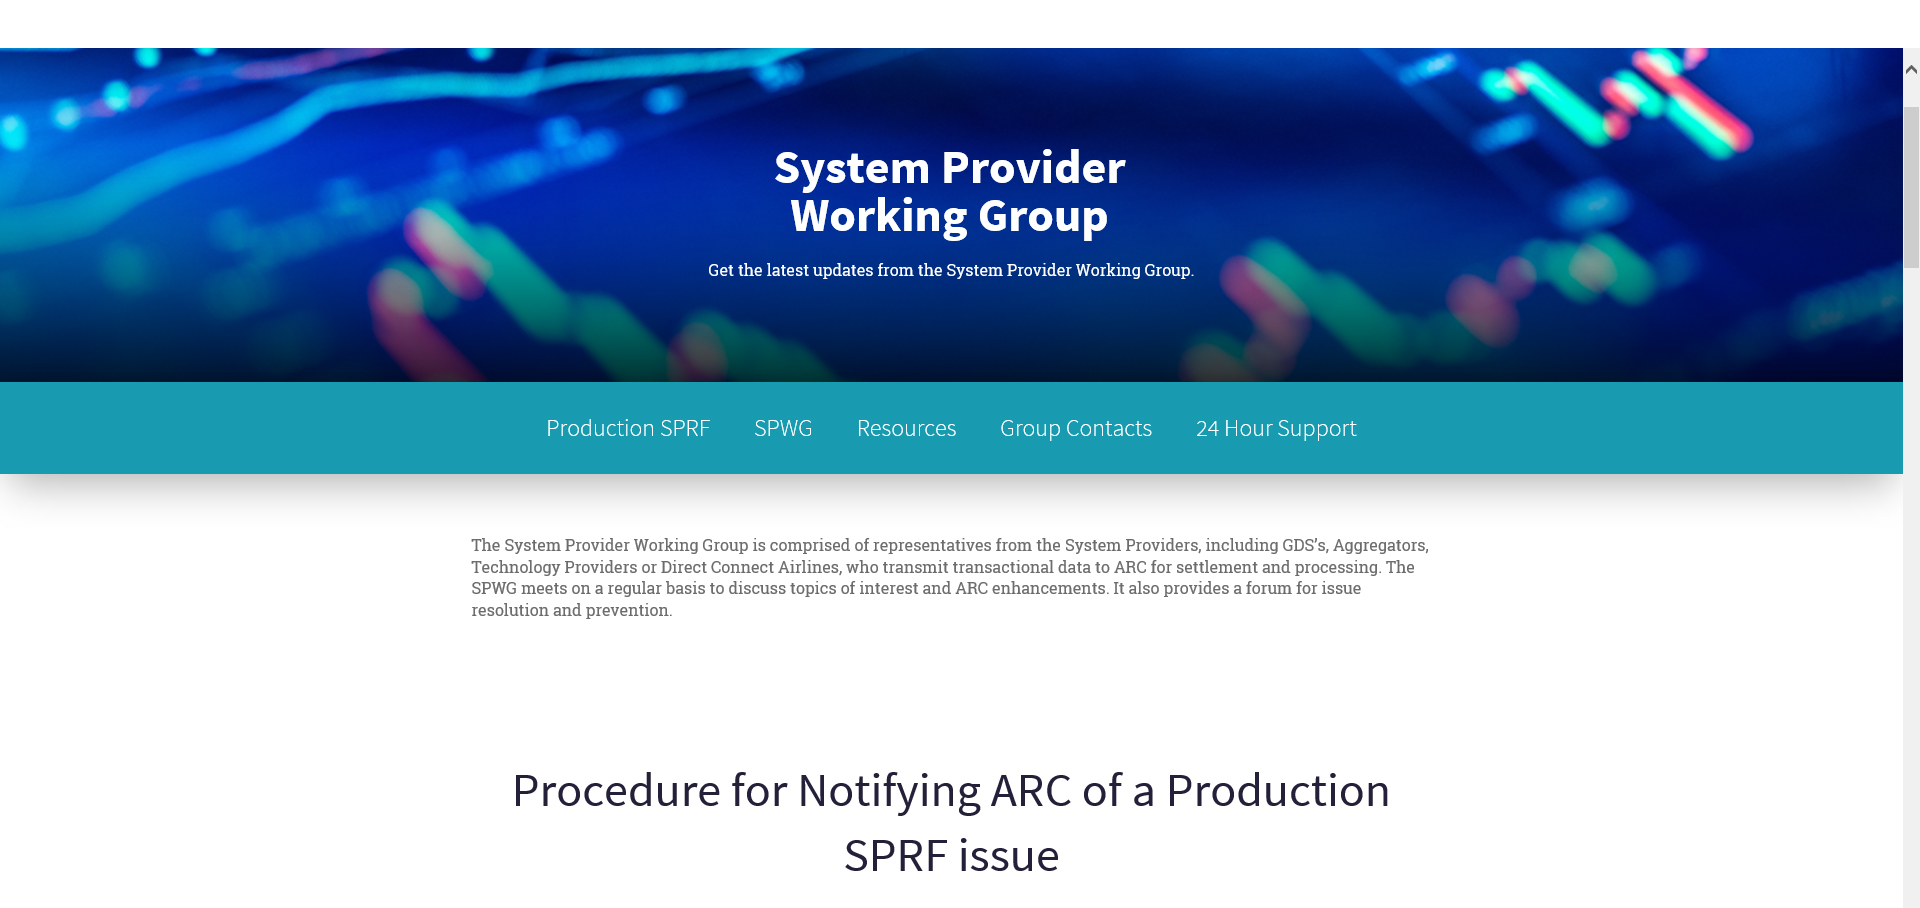 System Provider
Working Group
Get the latest updates from the System Provider Working Group.
Production SPRF
SPWG
Resources
Group Contacts
24 Hour Support
The System Provider Working Group is comprised of representatives from the System Providers, including GDS’s, Aggregators,
Technology Providers or Direct Connect Airlines, who transmit transactional data to ARC for settlement and processing. The
SPWG meets on a regular basis to discuss topics of interest and ARC enhancements. It also provides a forum for issue
resolution and prevention.
Procedure for Notifying ARC of a Production
SPRF issue